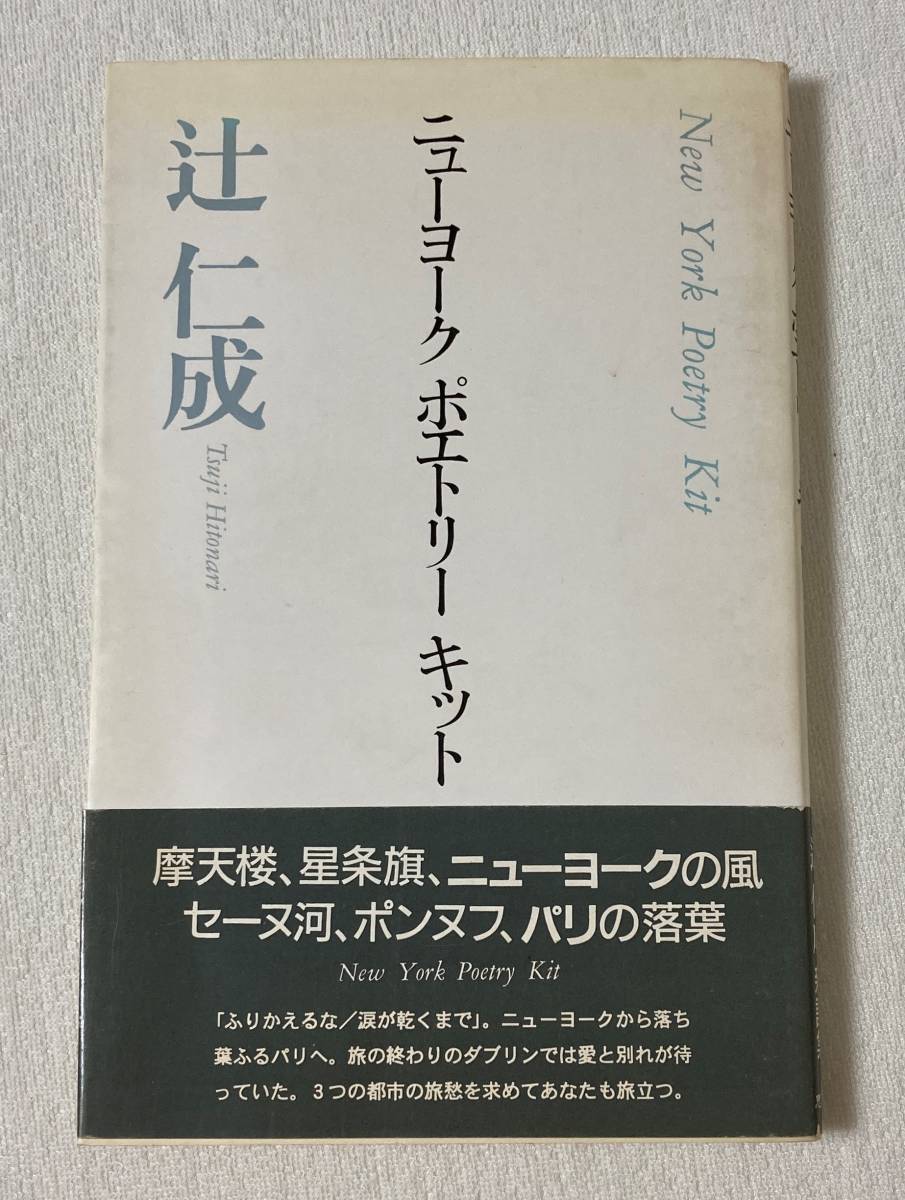 New York Poetry Kit
ニューヨーク ポエトリー キット
辻 仁成
Tsuji Hitonari
摩天楼、星条旗、ニューヨークの風
セーヌ河、ポンヌフ、パリの落葉
New York Poetry Kit
「ふりかえるな／涙が乾くまで」。ニューヨークから落ち
葉ふるパリへ。旅の終わりのダブリンでは愛と別れが待
っていた。３つの都市の旅愁を求めてあなたも旅立つ。